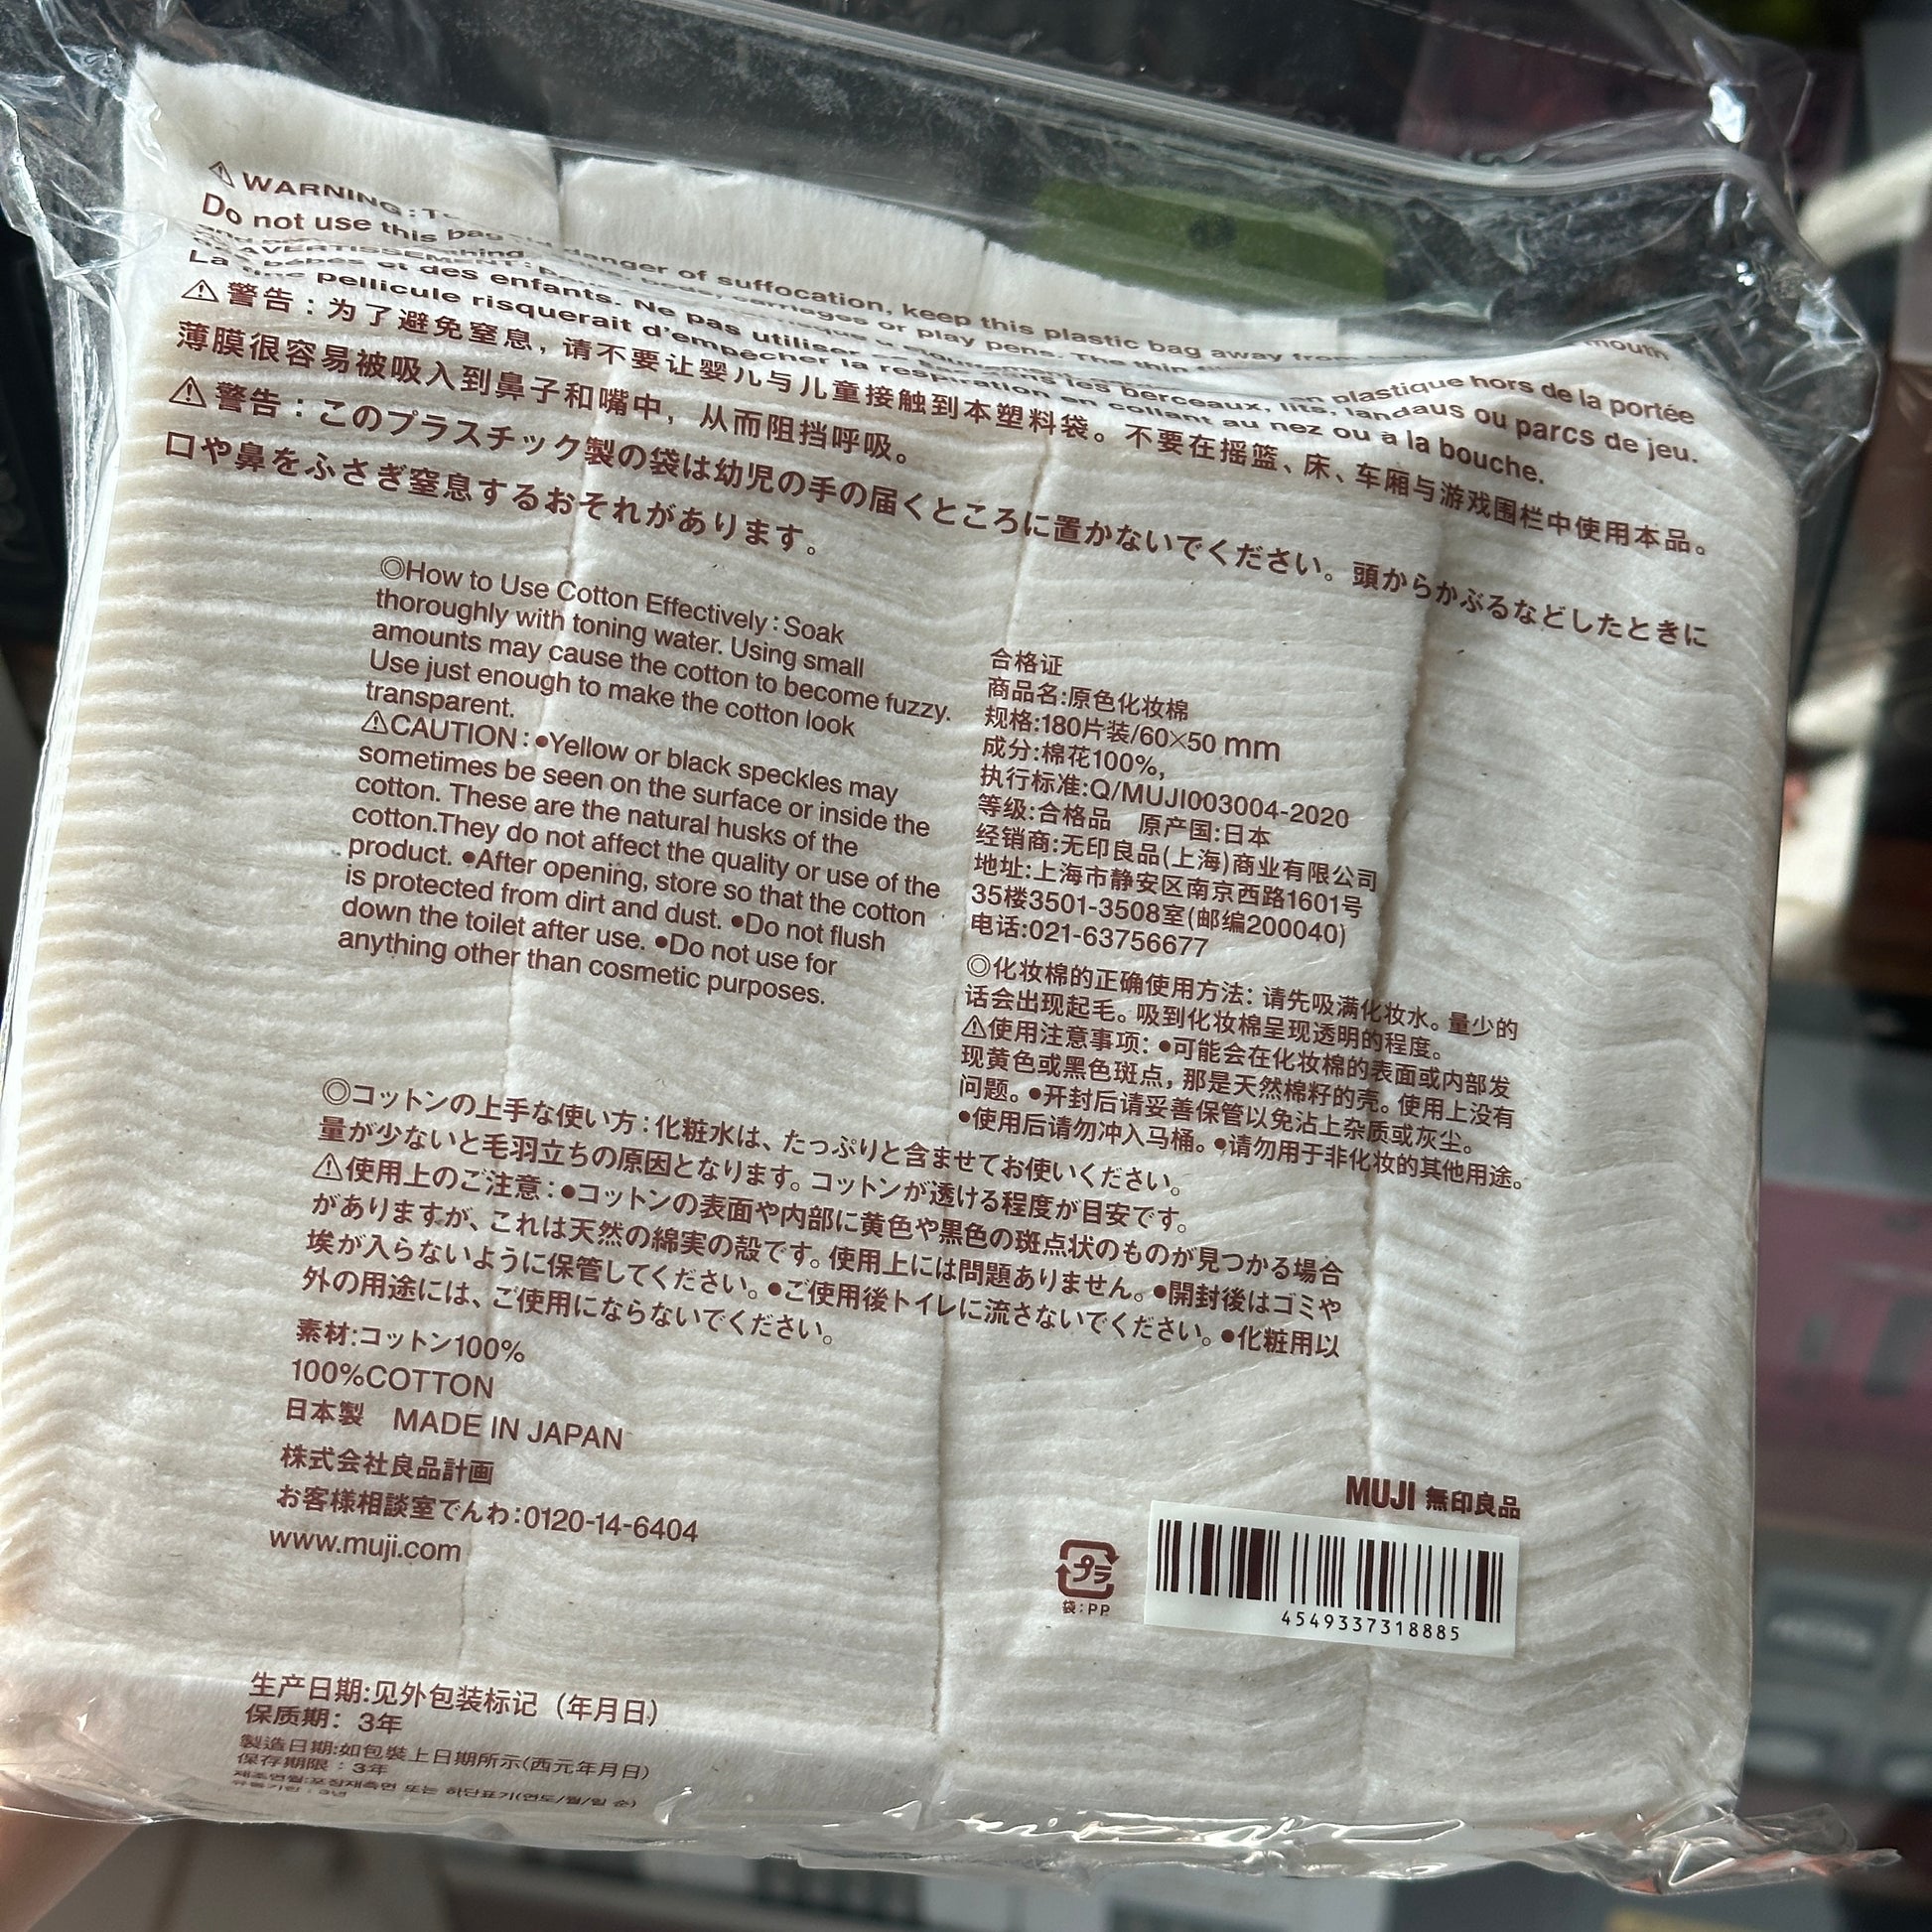 ⚠WARNING:
Do not use this bag danger of suffocation, keep this plastic bag away from
beds, carriages or play pens. The thin mouth
AVERTISSEMENT: en plastique hors de la portée
bébés et des enfants. Ne pas utiliser les berceaux, lits, landaus ou parcs de jeu.
La pellicule risquerait d'empêcher la respiration en collant au nez ou à la bouche.
⚠警告：为了避免窒息，请不要让婴儿与儿童接触到本塑料袋。不要在摇篮、床、车厢与游戏围栏中使用本品。
薄膜很容易被吸入到鼻子和嘴中，从而阻挡呼吸。
⚠警告：このプラスチック製の袋は幼児の手の届くところに置かないでください。頭からかぶるなどしたときに
口や鼻をふさぎ窒息するおそれがあります。
◎How to Use Cotton Effectively:Soak
thoroughly with toning water. Using small
amounts may cause the cotton to become fuzzy.
Use just enough to make the cotton look
transparent.
⚠CAUTION:●Yellow or black speckles may
sometimes be seen on the surface or inside the
cotton. These are the natural husks of the
cotton.They do not affect the quality or use of the
product. ●After opening, store so that the cotton
is protected from dirt and dust. ●Do not flush
down the toilet after use. ●Do not use for
anything other than cosmetic purposes.
合格证
商品名:原色化妆棉
规格:180片装/60×50 mm
成分:棉花100%,
执行标准:Q/MUJI003004-2020
等级:合格品 原产国:日本
经销商:无印良品(上海)商业有限公司
地址:上海市静安区南京西路1601号
35楼3501-3508室(邮编200040)
电话:021-63756677
◎化妆棉的正确使用方法：请先吸满化妆水。量少的
话会出现起毛。吸到化妆棉呈现透明的程度。
⚠使用注意事项：●可能会在化妆棉的表面或内部发
现黄色或黑色斑点，那是天然棉籽的壳。使用上没有
问题。●开封后请妥善保管以免沾上杂质或灰尘。
●使用后请勿冲入马桶。●请勿用于非化妆的其他用途。
◎コットンの上手な使い方：化粧水は、たっぷりと含ませてお使いください。
量が少ないと毛羽立ちの原因となります。コットンが透ける程度が目安です。
⚠使用上のご注意：●コットンの表面や内部に黄色や黒色の斑点状のものが見つかる場合
がありますが、これは天然の綿実の殻です。使用上には問題ありません。●開封後はゴミや
埃が入らないように保管してください。●ご使用後トイレに流さないでください。●化粧用以
外の用途には、ご使用にならないでください。
素材:コットン100%
100%COTTON
日本製 MADE IN JAPAN
株式会社良品計画
お客様相談室でんわ:0120-14-6404
www.muji.com
MUJI 無印良品
プラ
袋:PP
4549337318885
生产日期:见外包装标记（年月日）
保质期：3年
製造日期:如包裝上日期所示(西元年月日)
保存期限：3年
제조연월:포장재측면 또는 하단표기(연도/월/일 순)
유통기한 : 3년